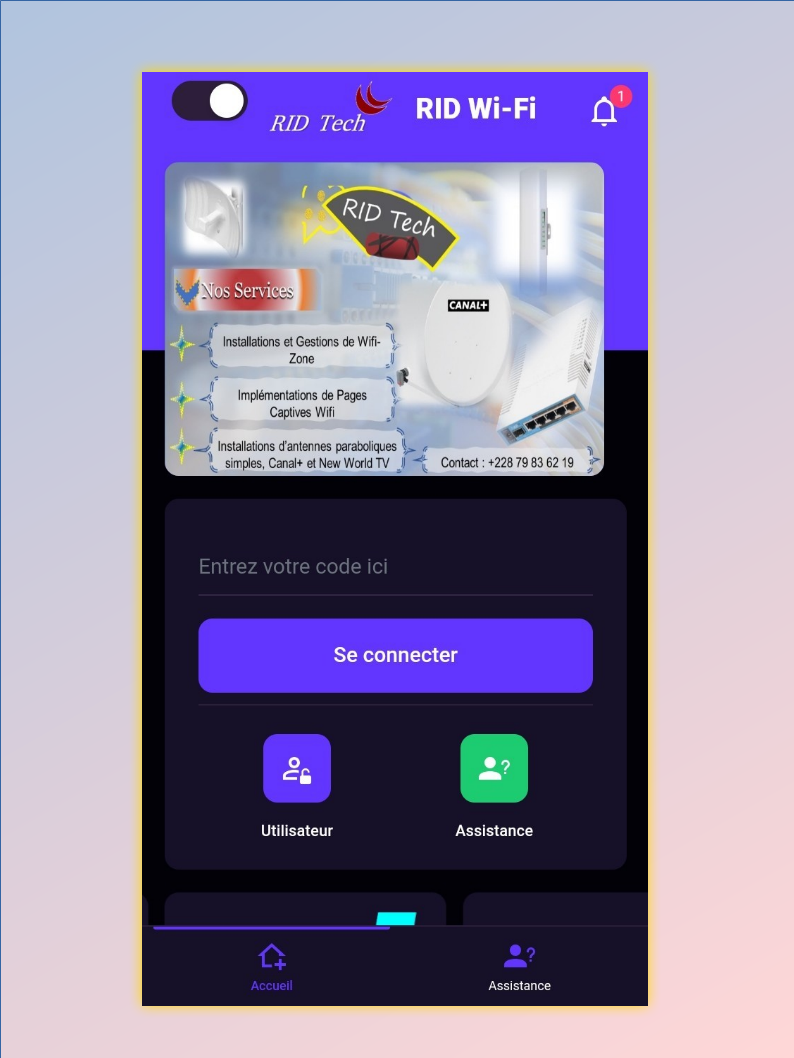 RID Tech
RID Wi-Fi
1
RID Tech
Nos Services
CANAL+
Installations et Gestions de Wifi-
Zone
Implémentations de Pages
Captives Wifi
Installations d'antennes paraboliques
simples, Canal+ et New World TV
Contact : +228 79 83 62 19
Entrez votre code ici
Se connecter
?
Utilisateur
Assistance
?
Accueil
Assistance